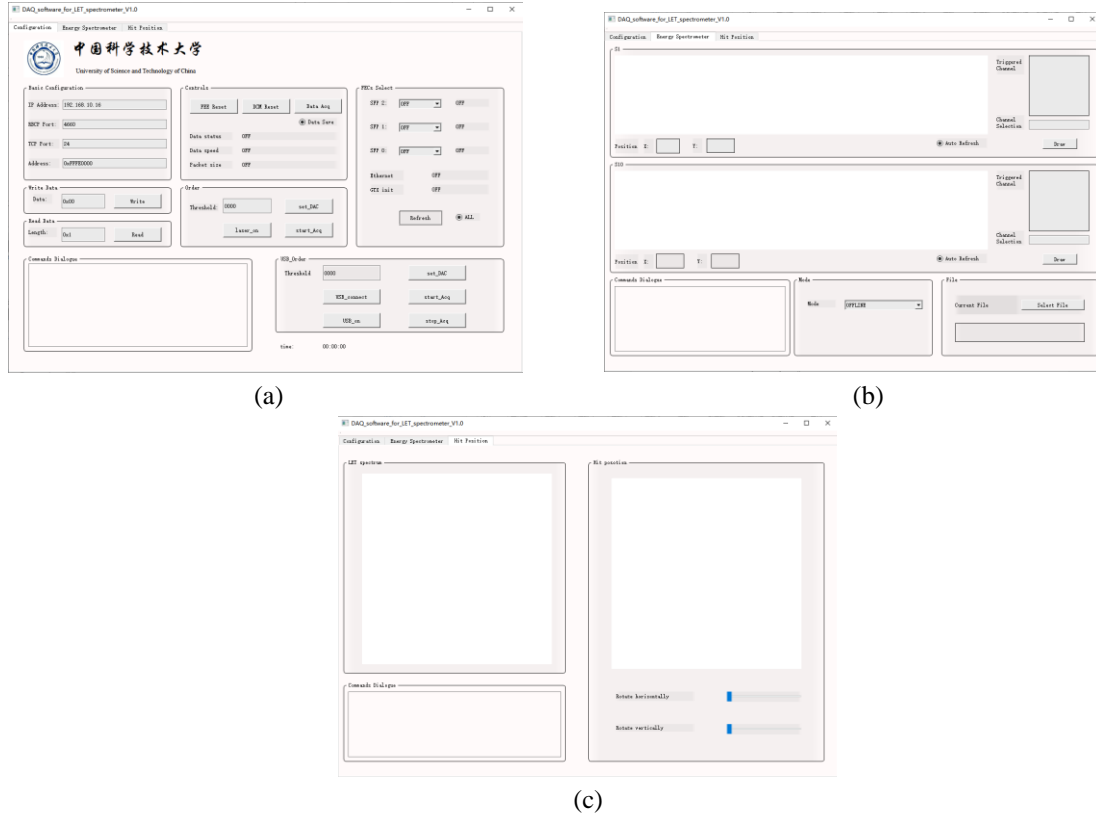 DAQ_software_for_LET_spectrometer_V1.0
Configuration Energy Spectrometer Hit Position
中国科学技术大学
University of Science and Technology of China
Basic Configuration
IP Address: 192.168.10.16
RBCP Port: 4660
TCP Port: 24
Address: 0xFFFE0000
Write Data
Data: 0x00 Write
Read Data
Length: 0x1 Read
Controls
FEE Reset DCM Reset Data Acq
Data Save
Data status OFF
Data speed OFF
Packet size OFF
Order
Threshold: 0000 set_DAC
laser_on start_Acq
FECs Select
SFP 2: OFF OFF
SFP 1: OFF OFF
SFP 0: OFF OFF
Ethernet OFF
GTX init OFF
Refresh ALL
Commands Dialogue
USB_Order
Threshold 0000 set_DAC
USB_connect start_Acq
USB_on stop_Acq
time: 00:00:00
(a)
DAQ_software_for_LET_spectrometer_V1.0
Configuration Energy Spectrometer Hit Position
Triggered
Channel
Channel
Selection
Position X: Y: Auto Refresh Draw
Triggered
Channel
Channel
Selection
Position X: Y: Auto Refresh Draw
Commands Dialogue
Mode
Mode OFFLINE
File
Current File Select File
(b)
DAQ_software_for_LET_spectrometer_V1.0
Configuration Energy Spectrometer Hit Position
LET spectrum
Hit position
Commands Dialogue
Rotate horizontally
Rotate vertically
(c)